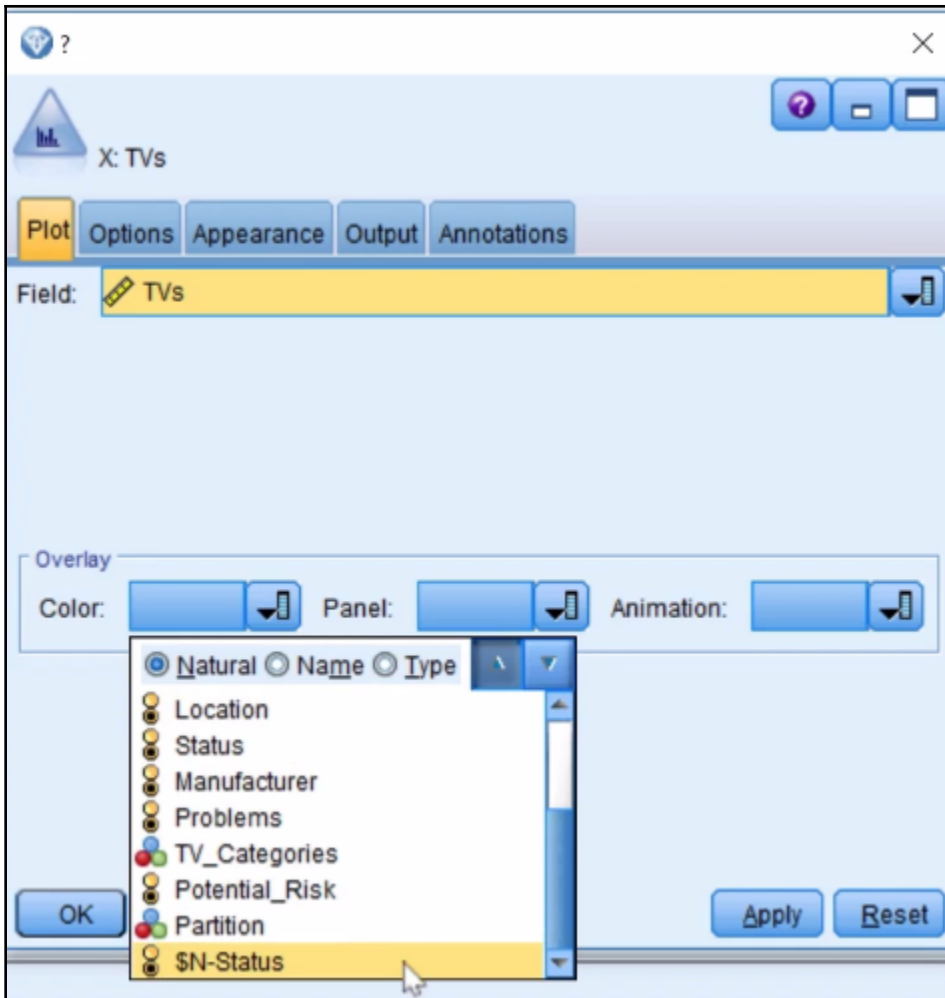 ?
X: TVs
Plot Options Appearance Output Annotations
Field: TVs
Overlay
Color: Panel: Animation:
Natural Name Type
Location
Status
Manufacturer
Problems
TV_Categories
Potential_Risk
Partition
$N-Status
OK Apply Reset